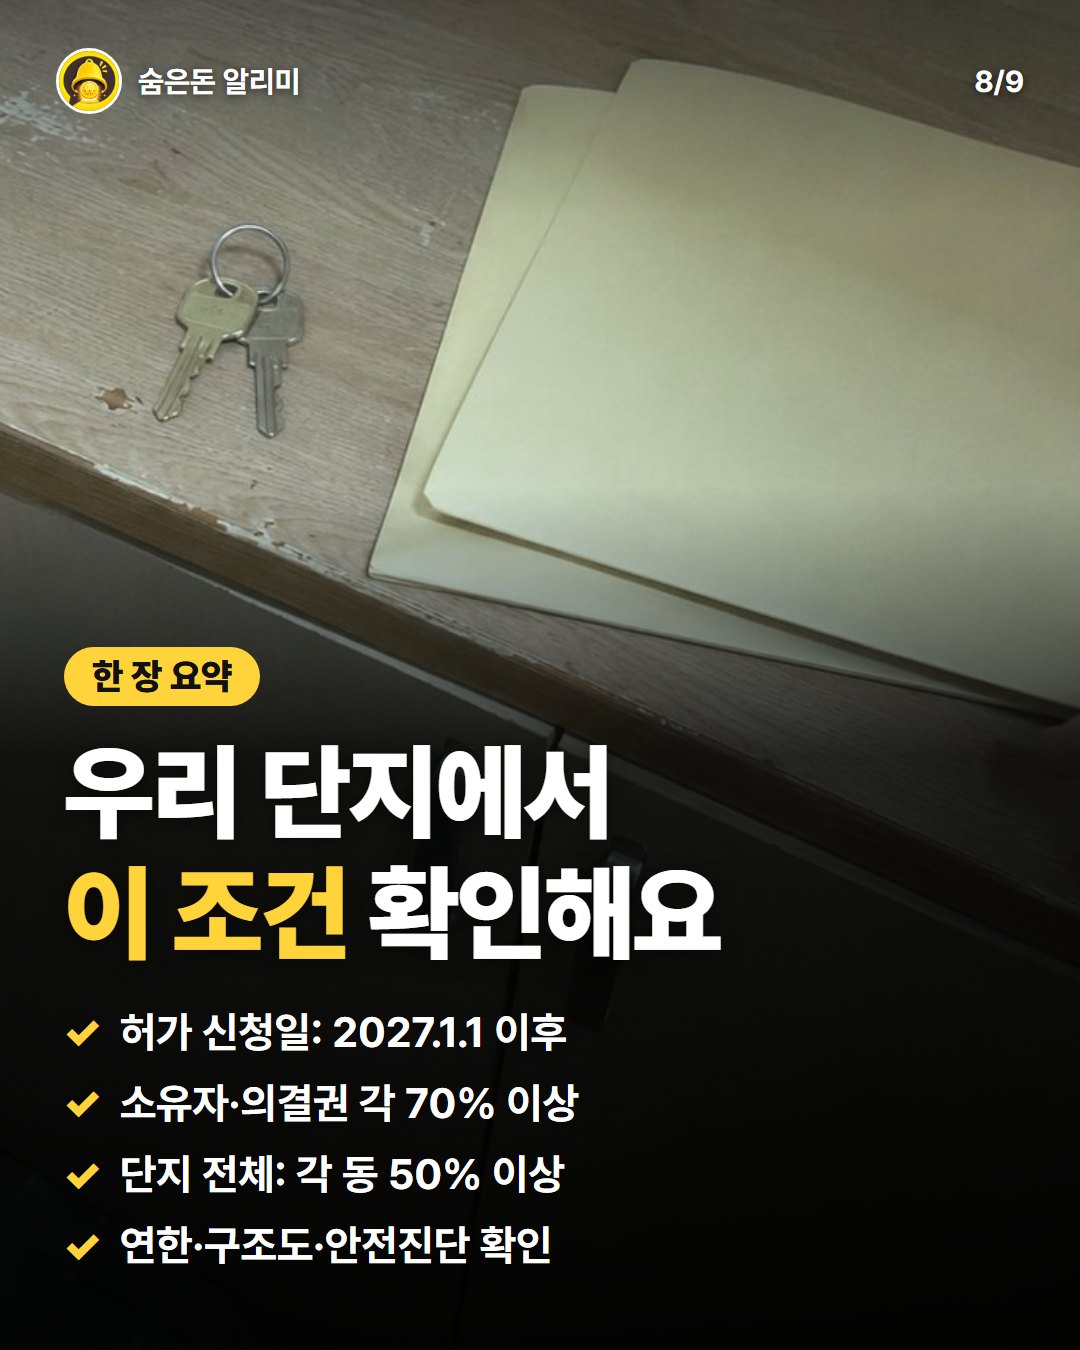 숨은돈 알리미
8/9
한 장 요약
우리 단지에서
이 조건 확인해요
허가 신청일: 2027.1.1 이후
소유자·의결권 각 70% 이상
단지 전체: 각 동 50% 이상
연한·구조도·안전진단 확인